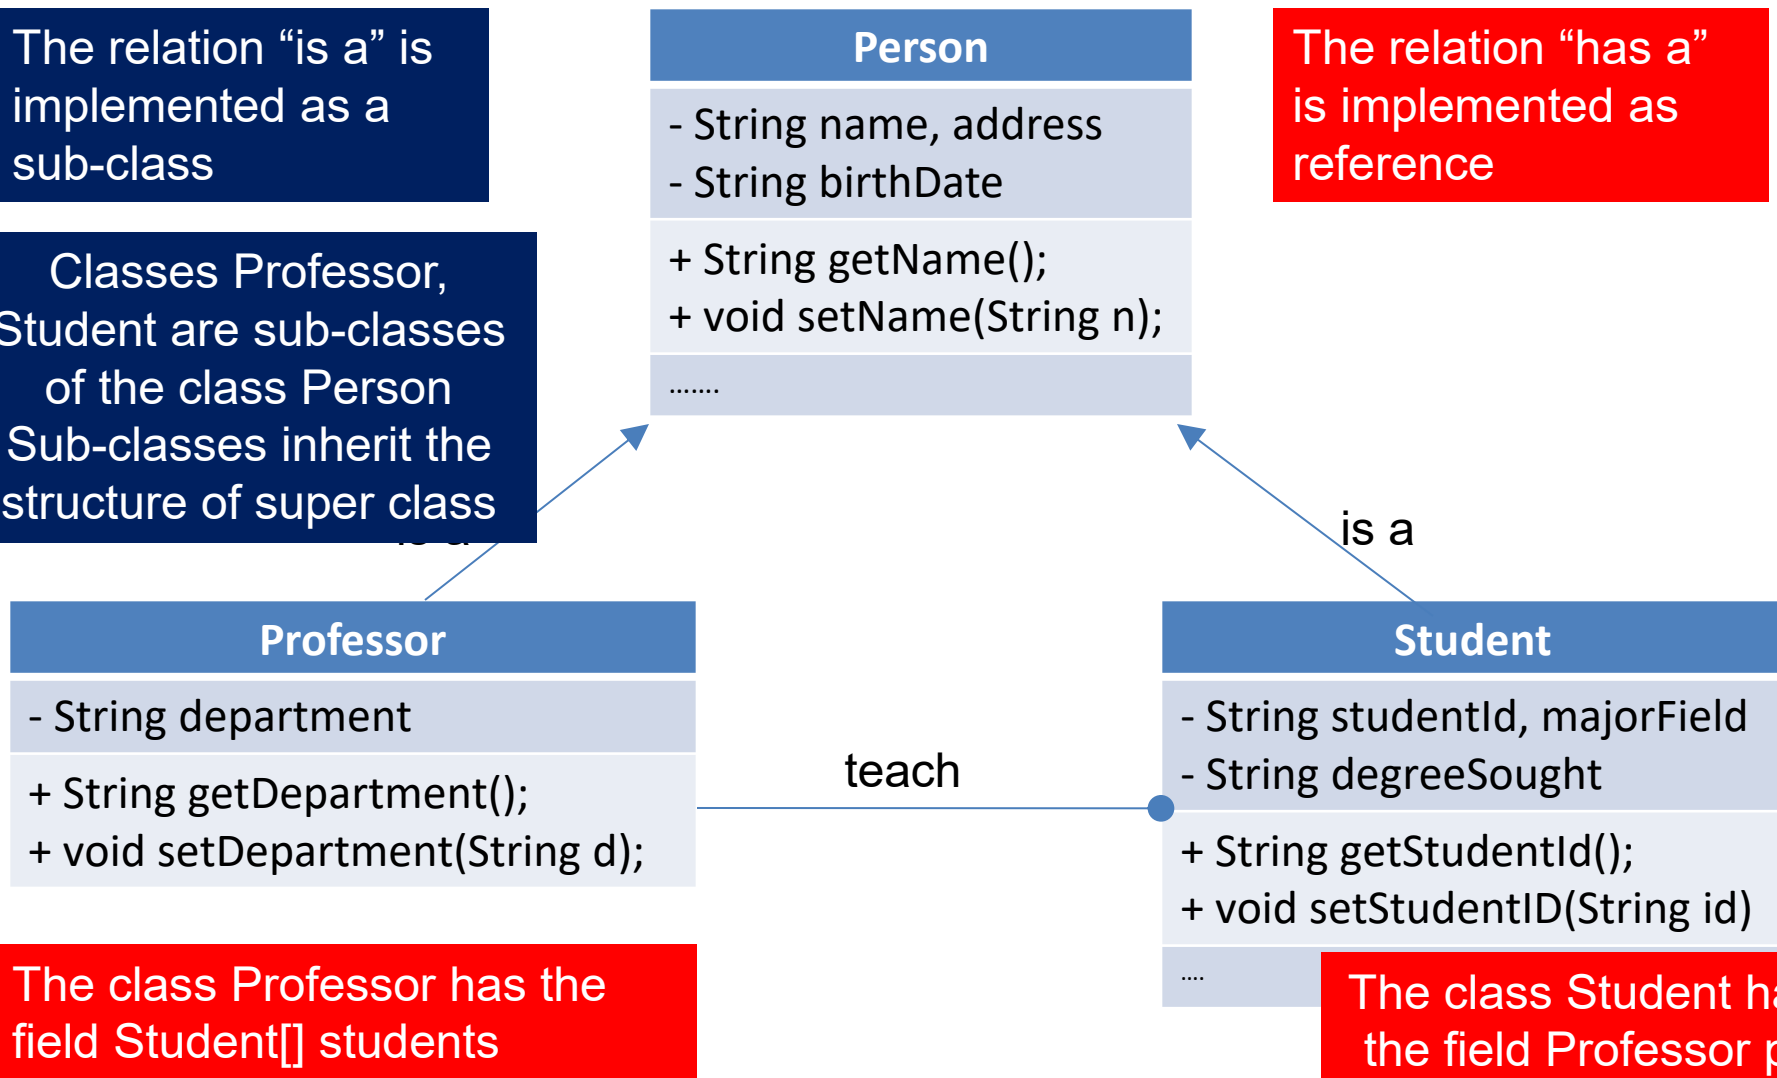 The relation “is a” is
implemented as a
sub-class
Person
- String name, address
- String birthDate
+ String getName();
+ void setName(String n);
.......
The relation “has a”
is implemented as
reference
Classes Professor,
Student are sub-classes
of the class Person
Sub-classes inherit the
structure of super class
is a
Professor
- String department
+ String getDepartment();
+ void setDepartment(String d);
teach
Student
- String studentId, majorField
- String degreeSought
+ String getStudentId();
+ void setStudentID(String id)
....
The class Professor has the
field Student[] students
The class Student
the field Professor